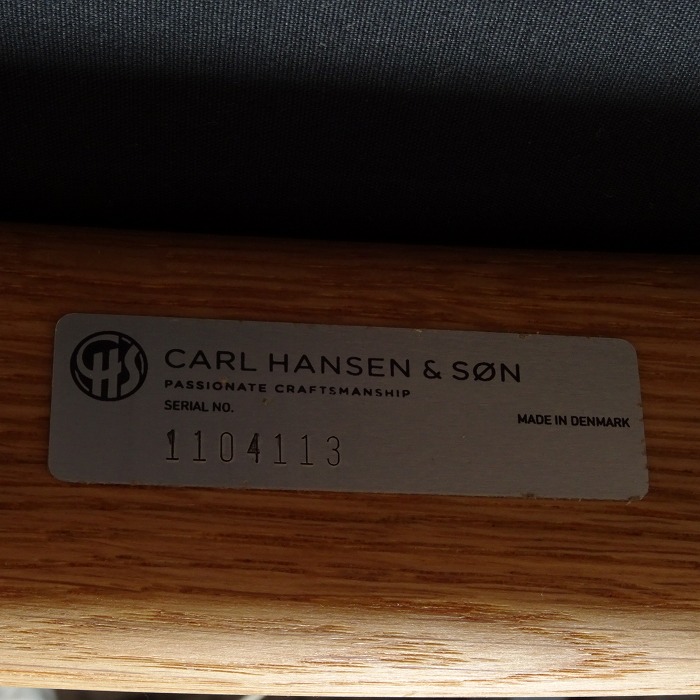 CHS
CARL HANSEN & SØN
PASSIONATE CRAFTSMANSHIP
SERIAL NO.
MADE IN DENMARK
1104113